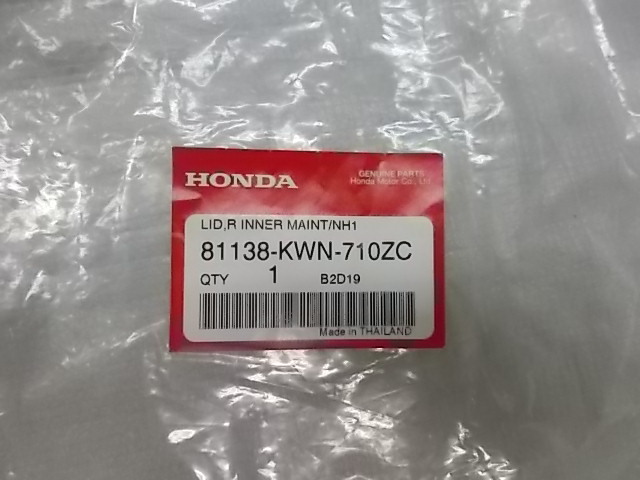 HONDA
GENUINE PARTS
Honda Motor Co., Ltd.
LID,R INNER MAINT/NH1
81138-KWN-710ZC
QTY 1 B2D19
Made in THAILAND